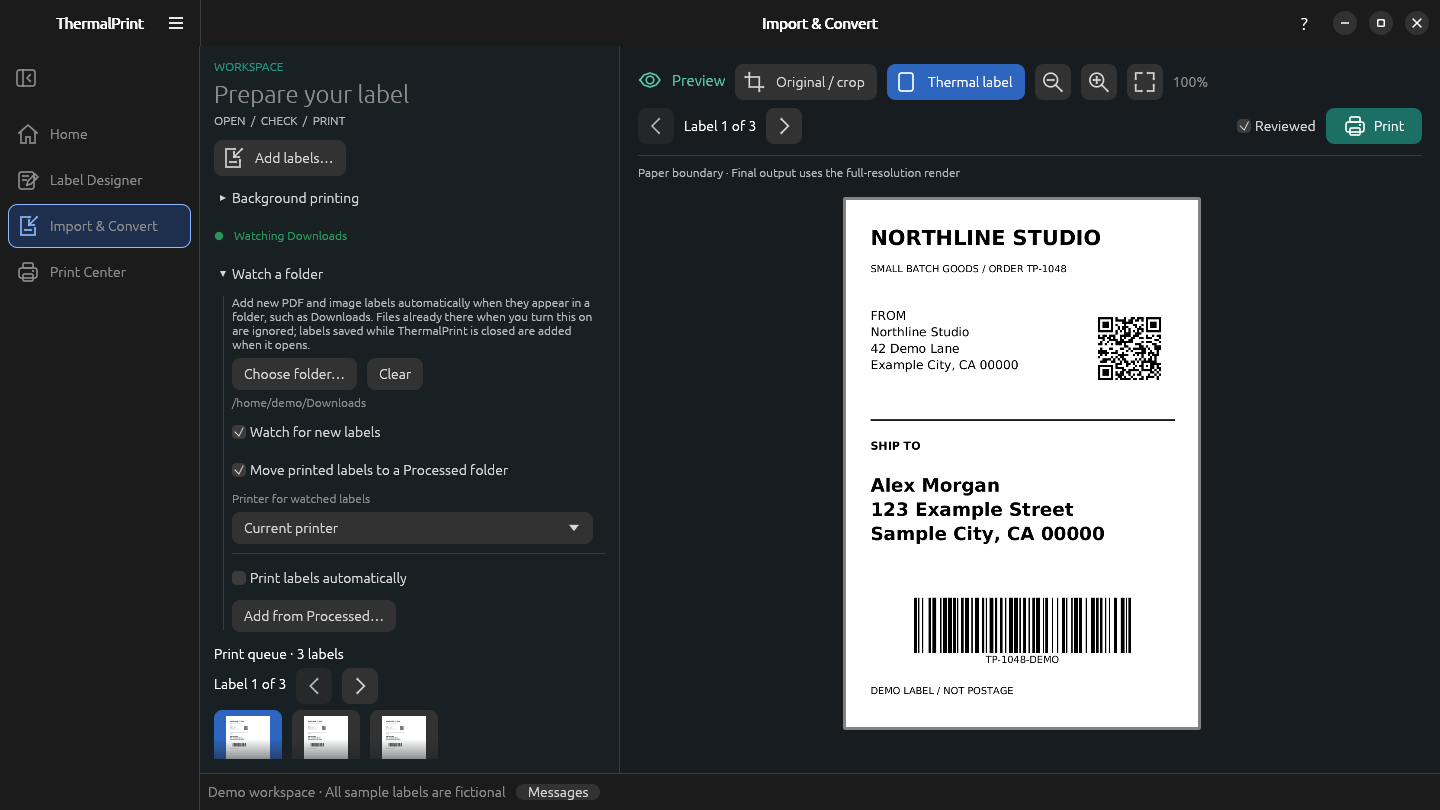 ThermalPrint
Import & Convert
?
Home
Label Designer
Import & Convert
Print Center
WORKSPACE
Prepare your label
OPEN / CHECK / PRINT
Add labels…
Background printing
Watching Downloads
Watch a folder
Add new PDF and image labels automatically when they appear in a
folder, such as Downloads. Files already there when you turn this on
are ignored; labels saved while ThermalPrint is closed are added
when it opens.
Choose folder…
Clear
/home/demo/Downloads
Watch for new labels
Move printed labels to a Processed folder
Printer for watched labels
Current printer
Print labels automatically
Add from Processed…
Print queue · 3 labels
Label 1 of 3
Preview
Original / crop
Thermal label
100%
Label 1 of 3
Reviewed
Print
Paper boundary · Final output uses the full-resolution render
NORTHLINE STUDIO
SMALL BATCH GOODS / ORDER TP-1048
FROM
Northline Studio
42 Demo Lane
Example City, CA 00000
SHIP TO
Alex Morgan
123 Example Street
Sample City, CA 00000
TP-1048-DEMO
DEMO LABEL / NOT POSTAGE
Demo workspace · All sample labels are fictional
Messages